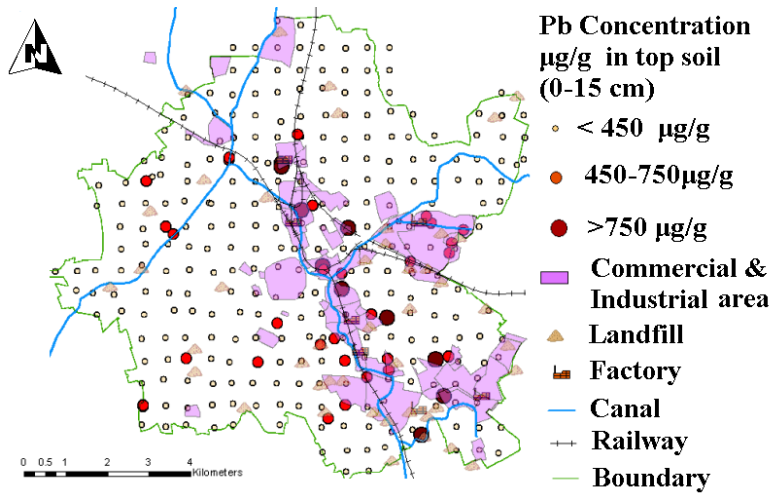 N
Pb Concentration
µg/g in top soil
(0-15 cm)
< 450 µg/g
450-750µg/g
>750 µg/g
Commercial &
Industrial area
Landfill
Factory
Canal
Railway
Boundary
0 0.5 1 2 3 4
Kilometers